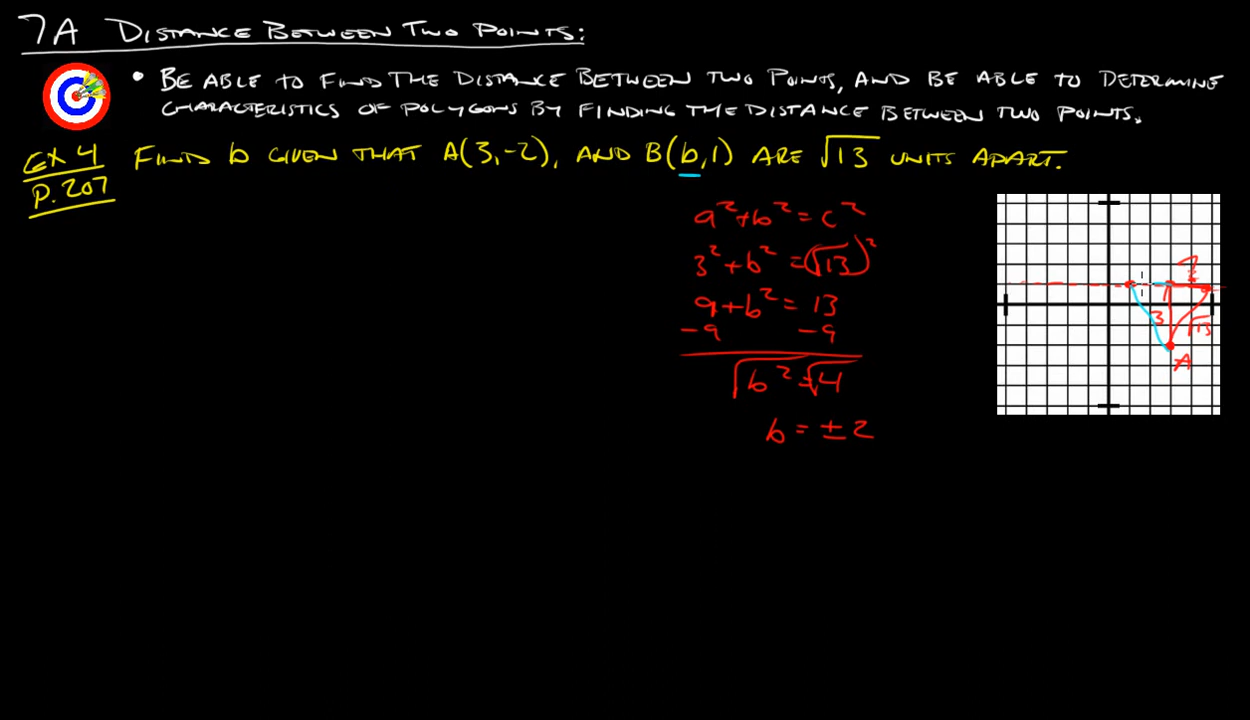 7A DISTANCE BETWEEN TWO POINTS:
• BE ABLE TO FIND THE DISTANCE BETWEEN TWO POINTS, AND BE ABLE TO DETERMINE
CHARACTERISTICS OF POLYGONS BY FINDING THE DISTANCE BETWEEN TWO POINTS.
EX 4 FIND b GIVEN THAT A(3,-2), AND B(b,1) ARE √13 UNITS APART.
P.207
a²+b²=c²
3²+b²=(√13)²
9+b²=13
-9 -9
√b²=√4
b=±2
3
√13
A